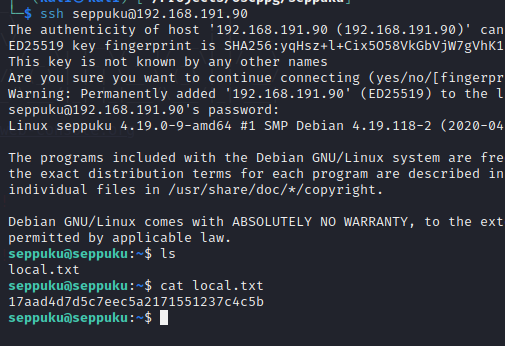 $ ssh seppuku@192.168.191.90
The authenticity of host '192.168.191.90 (192.168.191.90)' can
ED25519 key fingerprint is SHA256:yqHsz+l+Cix5O58VkGbVjW7gVhK1
This key is not known by any other names
Are you sure you want to continue connecting (yes/no/[fingerpr
Warning: Permanently added '192.168.191.90' (ED25519) to the l
seppuku@192.168.191.90's password:
Linux seppuku 4.19.0-9-amd64 #1 SMP Debian 4.19.118-2 (2020-04
The programs included with the Debian GNU/Linux system are fre
the exact distribution terms for each program are described in
individual files in /usr/share/doc/*/copyright.
Debian GNU/Linux comes with ABSOLUTELY NO WARRANTY, to the ext
permitted by applicable law.
seppuku@seppuku:~$ ls
local.txt
seppuku@seppuku:~$ cat local.txt
17aad4d7d5c7eec5a2171551237c4c5b
seppuku@seppuku:~$